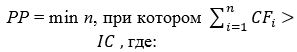 PP = min n, при котором ∑ⁿᵢ₌₁ CFᵢ >
IC , где: